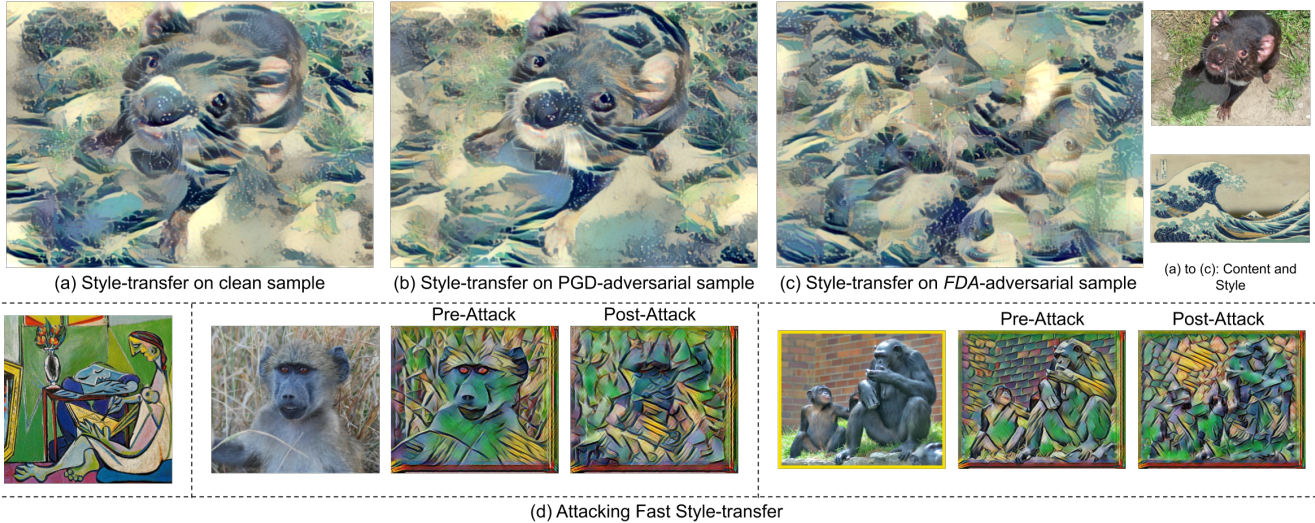 (a) Style-transfer on clean sample
(b) Style-transfer on PGD-adversarial sample
(c) Style-transfer on FDA-adversarial sample
(a) to (c): Content and
Style
Pre-Attack
Post-Attack
Pre-Attack
Post-Attack
(d) Attacking Fast Style-transfer